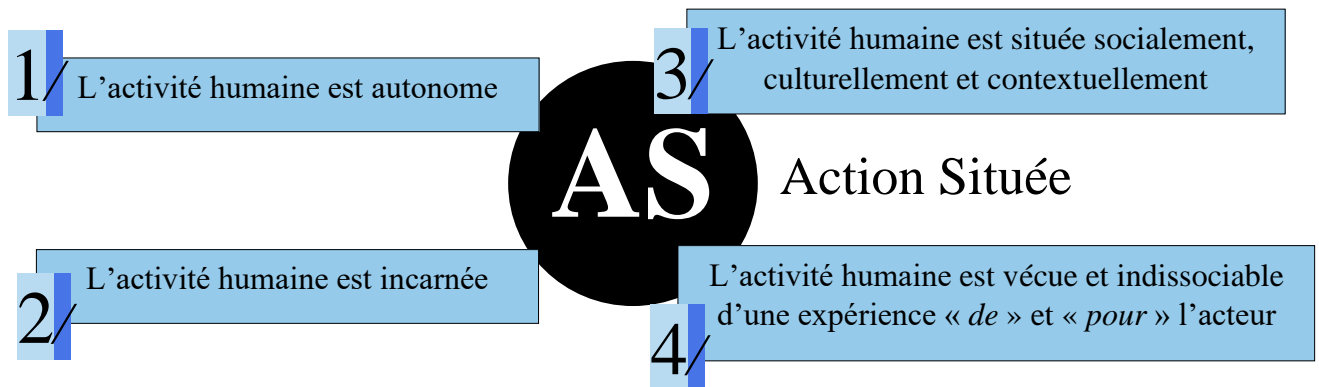 1/ L’activité humaine est autonome
2/ L’activité humaine est incarnée
AS
Action Située
3/ L’activité humaine est située socialement,
culturellement et contextuellement
4/ L’activité humaine est vécue et indissociable
d’une expérience « de » et « pour » l’acteur